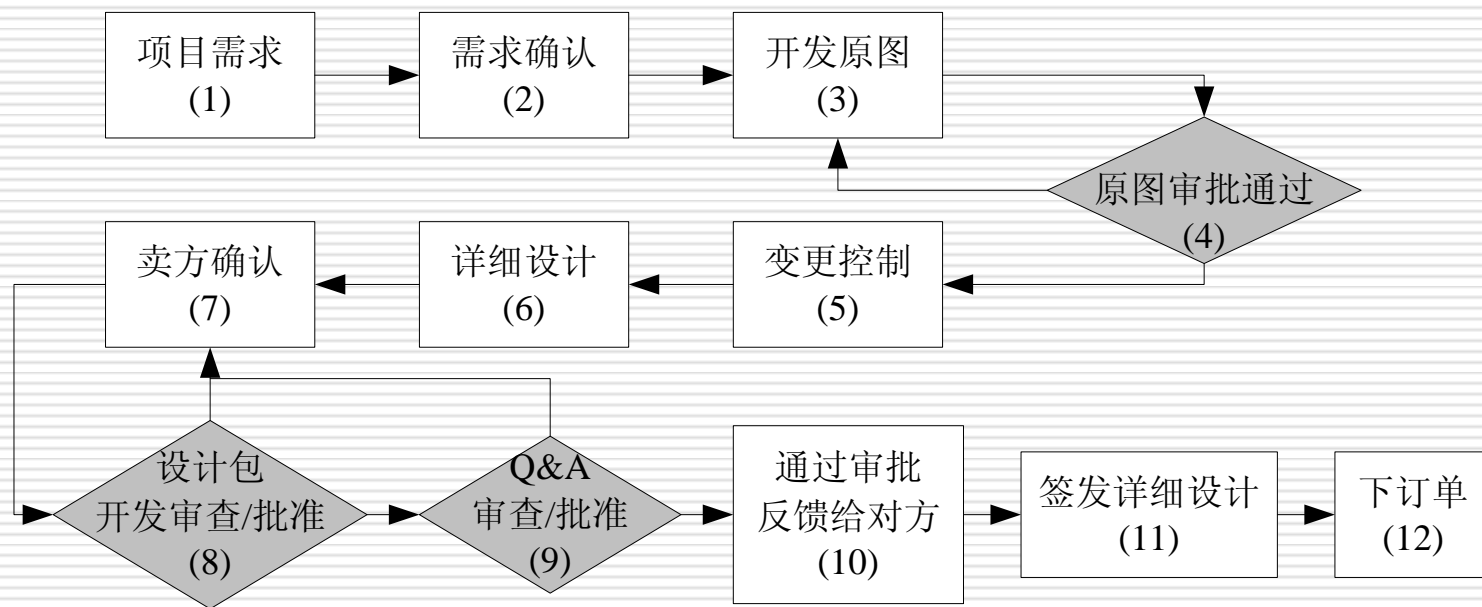 项目需求
(1)
需求确认
(2)
开发原图
(3)
原图审批通过
(4)
卖方确认
(7)
详细设计
(6)
变更控制
(5)
设计包
开发审查/批准
(8)
Q&A
审查/批准
(9)
通过审批
反馈给对方
(10)
签发详细设计
(11)
下订单
(12)